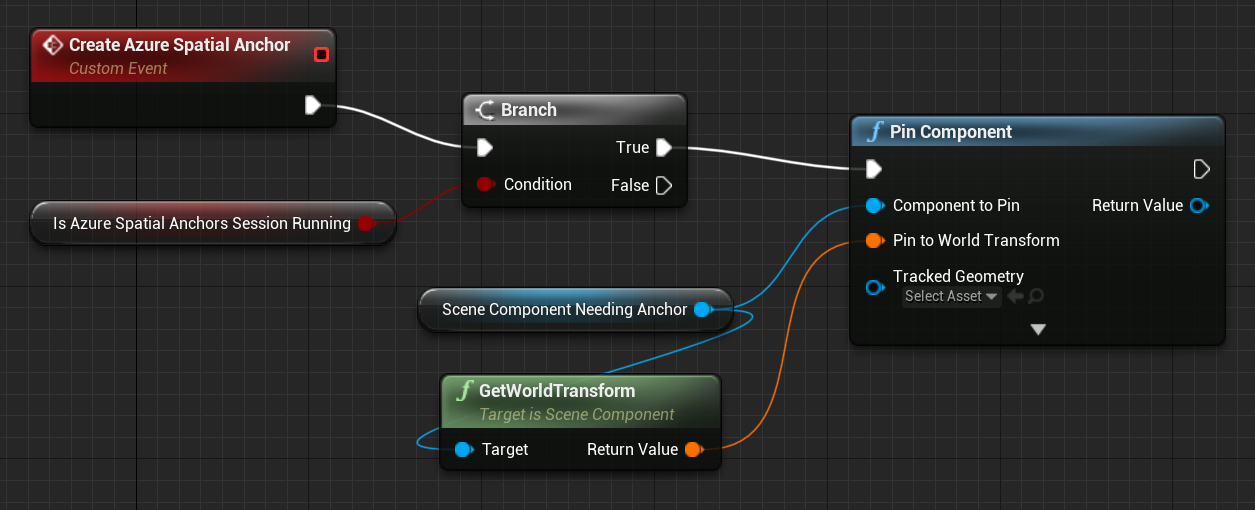 Create Azure Spatial Anchor
Custom Event
Branch
True
Condition
False
Is Azure Spatial Anchors Session Running
Pin Component
Component to Pin
Return Value
Pin to World Transform
Tracked Geometry
Select Asset
Scene Component Needing Anchor
f GetWorldTransform
Target is Scene Component
Target
Return Value